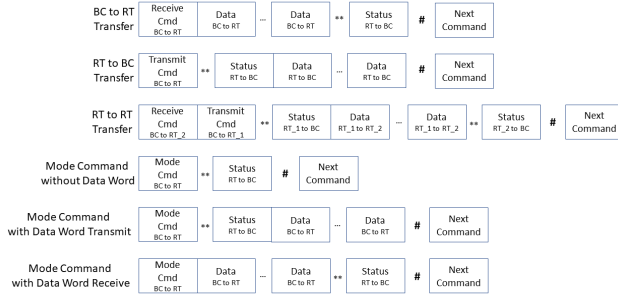 BC to RT Transfer
Receive Cmd BC to RT
Data BC to RT
...
Data BC to RT
**
Status RT to BC
#
Next Command
RT to BC Transfer
Transmit Cmd BC to RT
**
Status RT to BC
Data RT to BC
...
Data RT to BC
#
Next Command
RT to RT Transfer
Receive Cmd BC to RT_2
Transmit Cmd BC to RT_1
**
Status RT_1 to BC
Data RT_1 to RT_2
...
Data RT_1 to RT_2
**
Status RT_2 to BC
#
Next Command
Mode Command without Data Word
Mode Cmd BC to RT
**
Status RT to BC
#
Next Command
Mode Command with Data Word Transmit
Mode Cmd BC to RT
**
Status RT to BC
Data BC to RT
...
Data BC to RT
#
Next Command
Mode Command with Data Word Receive
Mode Cmd BC to RT
Data BC to RT
...
Data BC to RT
**
Status RT to BC
#
Next Command